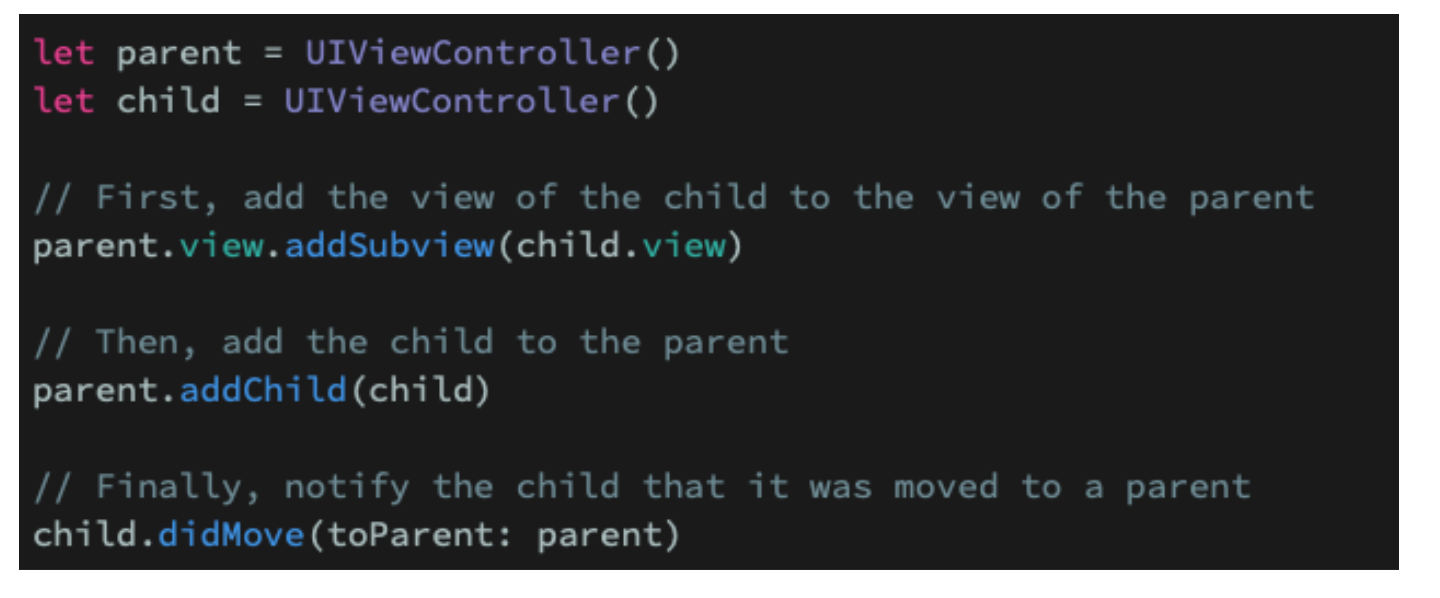 let parent = UIViewController()
let child = UIViewController()
// First, add the view of the child to the view of the parent
parent.view.addSubview(child.view)
// Then, add the child to the parent
parent.addChild(child)
// Finally, notify the child that it was moved to a parent
child.didMove(toParent: parent)